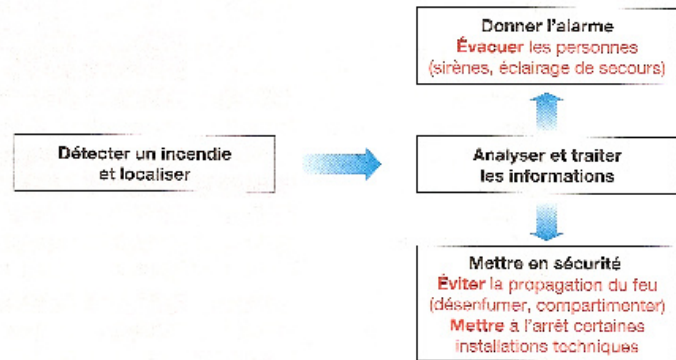 Donner l'alarme
Évacuer les personnes
(sirènes, éclairage de secours)
Détecter un incendie
et localiser
Analyser et traiter
les informations
Mettre en sécurité
Éviter la propagation du feu
(désenfumer, compartimenter)
Mettre à l'arrêt certaines
installations techniques